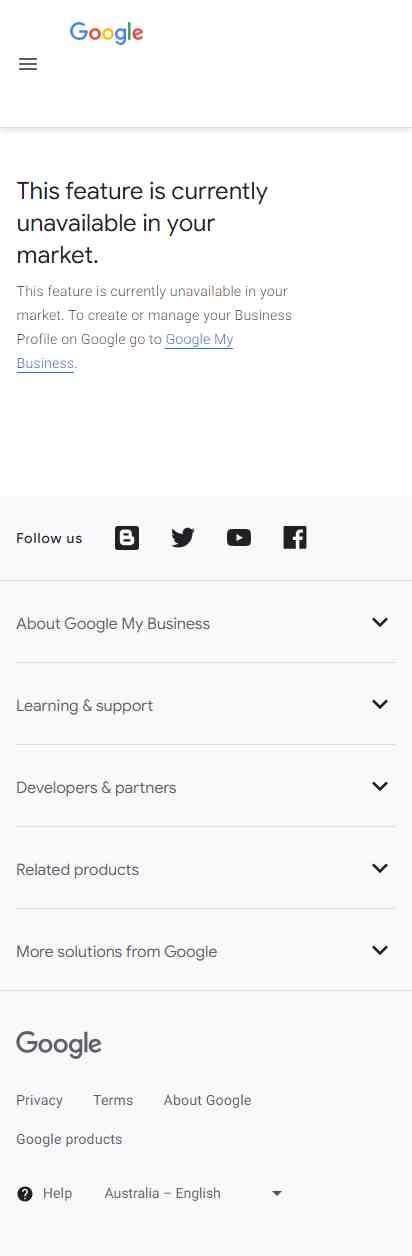 Google
This feature is currently
unavailable in your
market.
This feature is currently unavailable in your
market. To create or manage your Business
Profile on Google go to Google My
Business.
Follow us
About Google My Business
Learning & support
Developers & partners
Related products
More solutions from Google
Google
Privacy Terms About Google
Google products
Help Australia – English